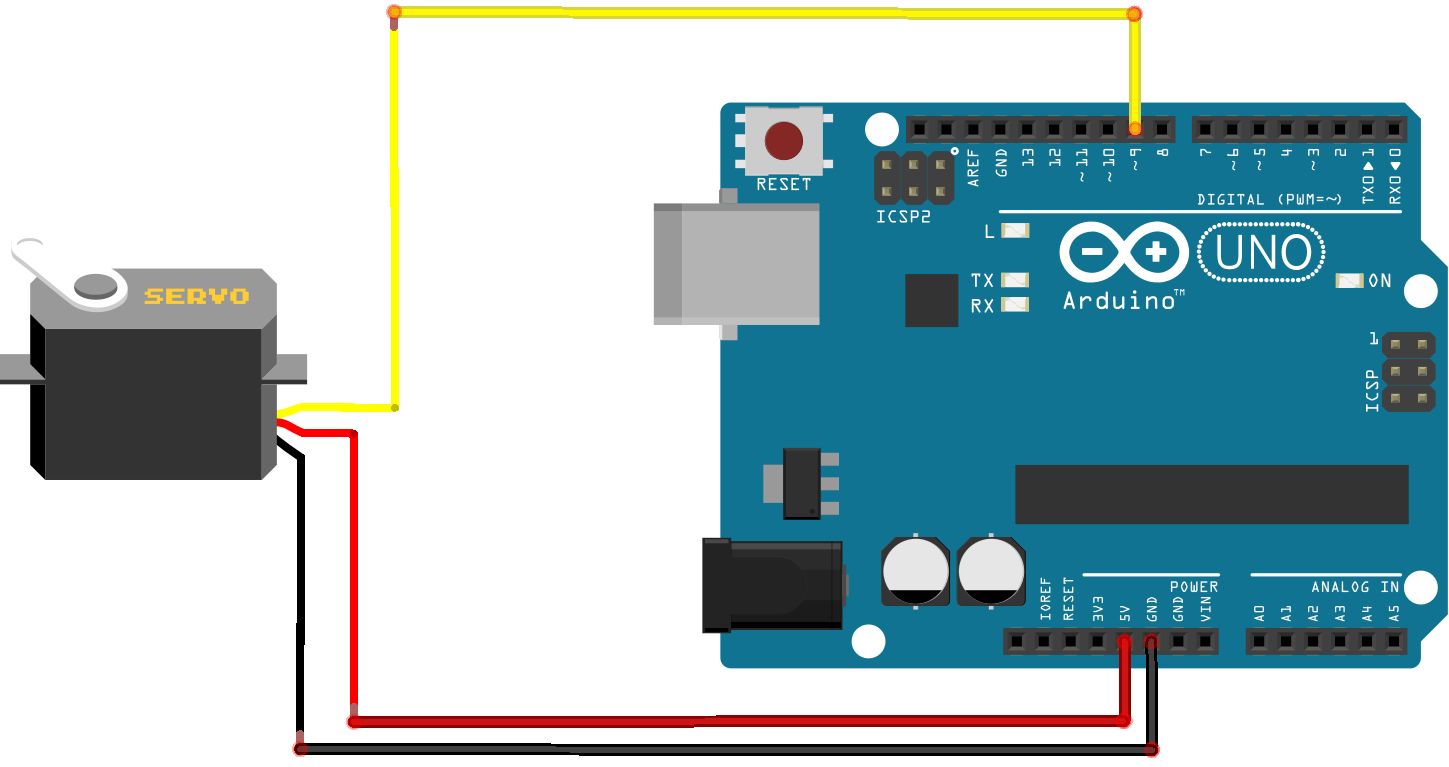 RESET
ICSP2
AREF
GND
13
12
~11
~10
~9
8
7
~6
~5
4
~3
2
TX0▶1
RX0◀0
DIGITAL (PWM=~)
L
TX
RX
UNO
Arduino™
ON
SERVO
1
ICSP
POWER
ANALOG IN
IOREF
RESET
3V3
5V
GND
GND
VIN
A0
A1
A2
A3
A4
A5